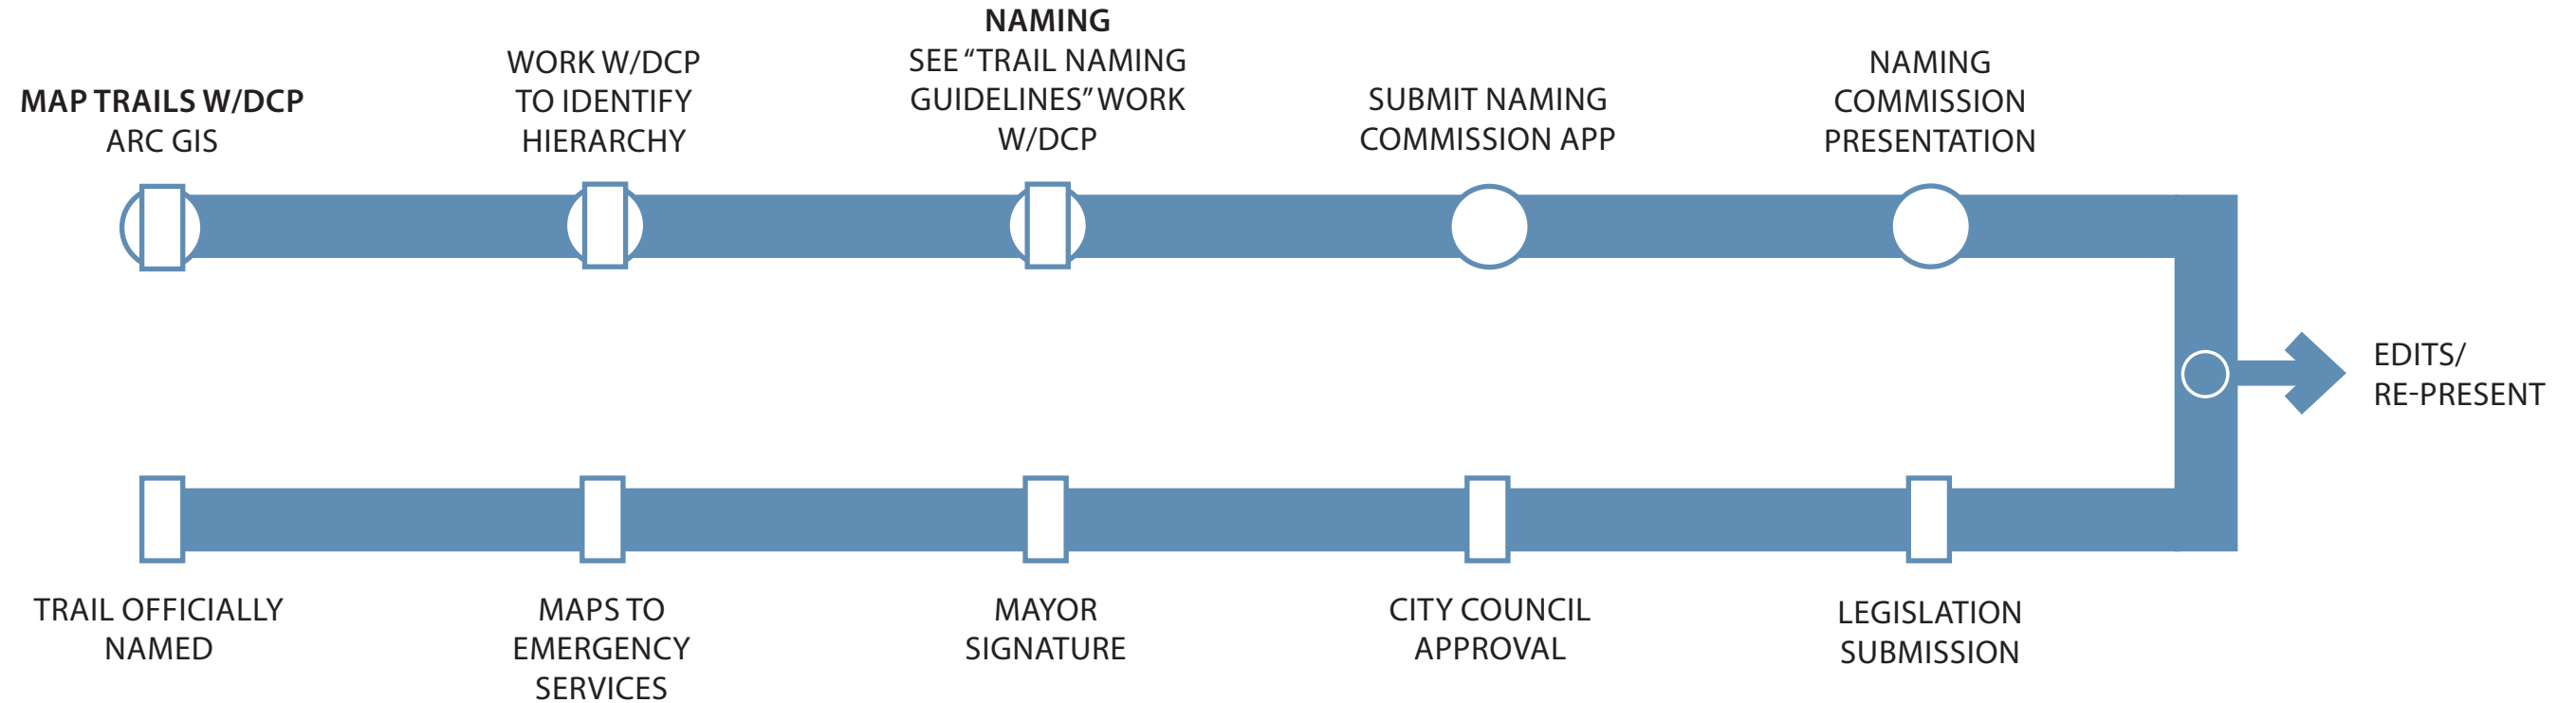 MAP TRAILS W/DCP
ARC GIS
WORK W/DCP
TO IDENTIFY
HIERARCHY
NAMING
SEE “TRAIL NAMING
GUIDELINES” WORK
W/DCP
SUBMIT NAMING
COMMISSION APP
NAMING
COMMISSION
PRESENTATION
EDITS/
RE-PRESENT
TRAIL OFFICIALLY
NAMED
MAPS TO
EMERGENCY
SERVICES
MAYOR
SIGNATURE
CITY COUNCIL
APPROVAL
LEGISLATION
SUBMISSION